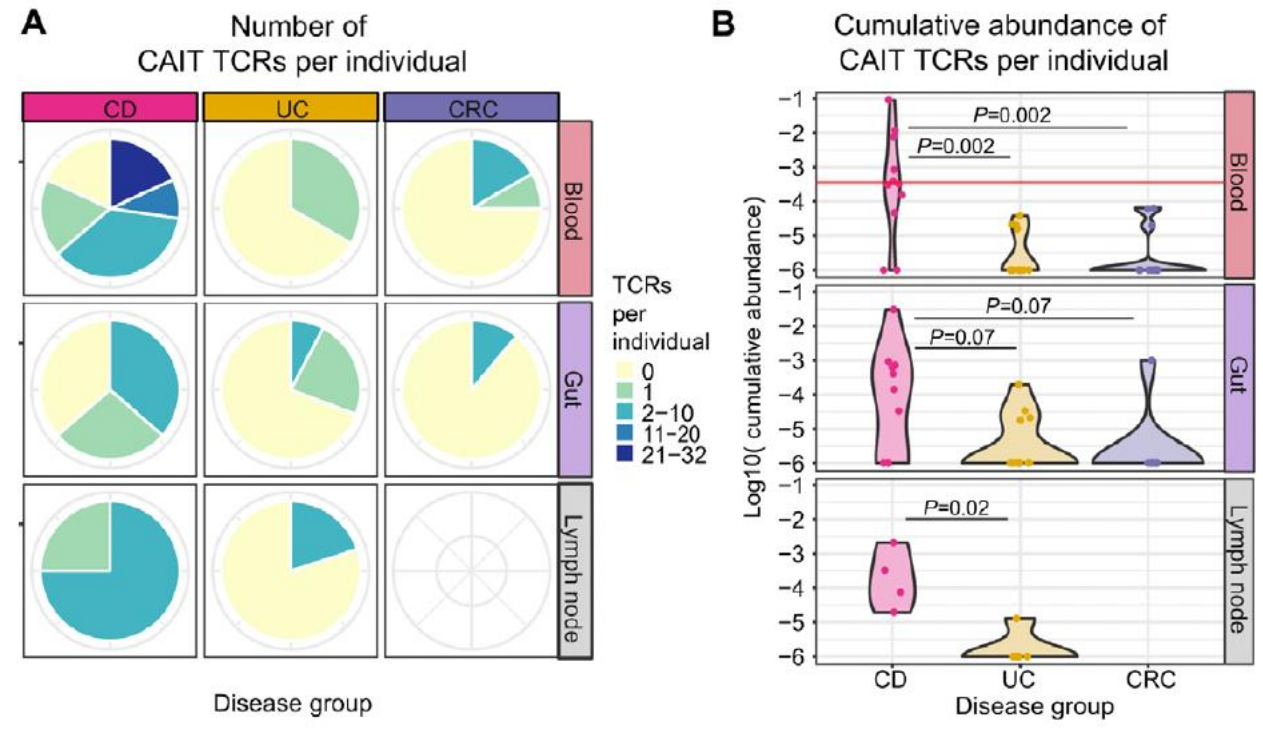 A
Number of
CAIT TCRs per individual
CD
UC
CRC
Blood
Gut
Lymph node
Disease group
TCRs
per
individual
0
1
2−10
11−20
21−32
B
Cumulative abundance of
CAIT TCRs per individual
Log10( cumulative abundance)
−1
−2
−3
−4
−5
−6
P=0.002
P=0.002
Blood
−1
−2
−3
−4
−5
−6
P=0.07
P=0.07
Gut
−1
−2
−3
−4
−5
−6
P=0.02
Lymph node
CD
UC
CRC
Disease group